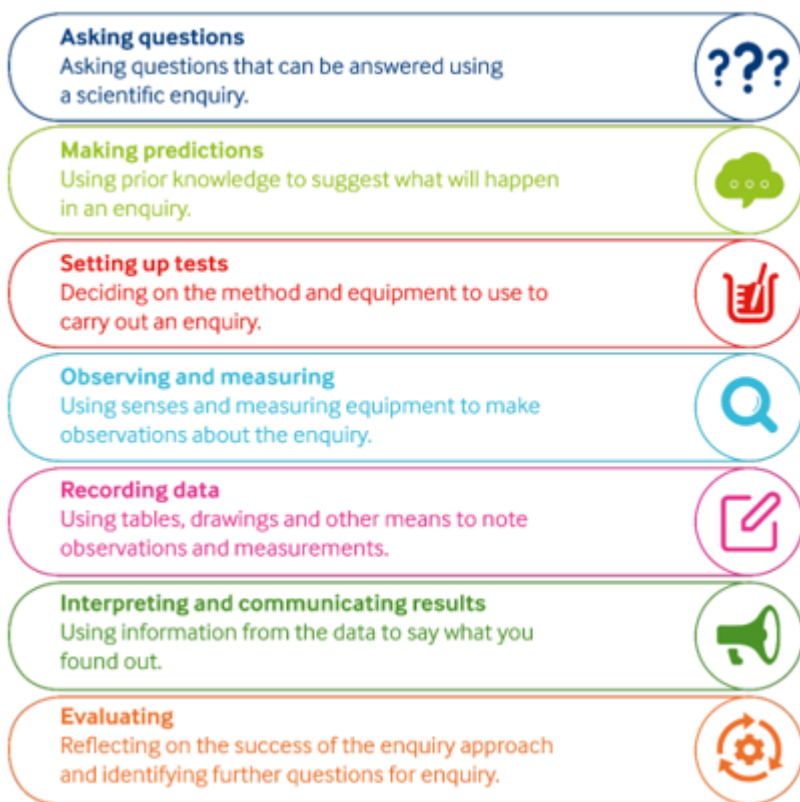 Asking questions
Asking questions that can be answered using
a scientific enquiry.
???
Making predictions
Using prior knowledge to suggest what will happen
in an enquiry.
Setting up tests
Deciding on the method and equipment to use to
carry out an enquiry.
Observing and measuring
Using senses and measuring equipment to make
observations about the enquiry.
Recording data
Using tables, drawings and other means to note
observations and measurements.
Interpreting and communicating results
Using information from the data to say what you
found out.
Evaluating
Reflecting on the success of the enquiry approach
and identifying further questions for enquiry.